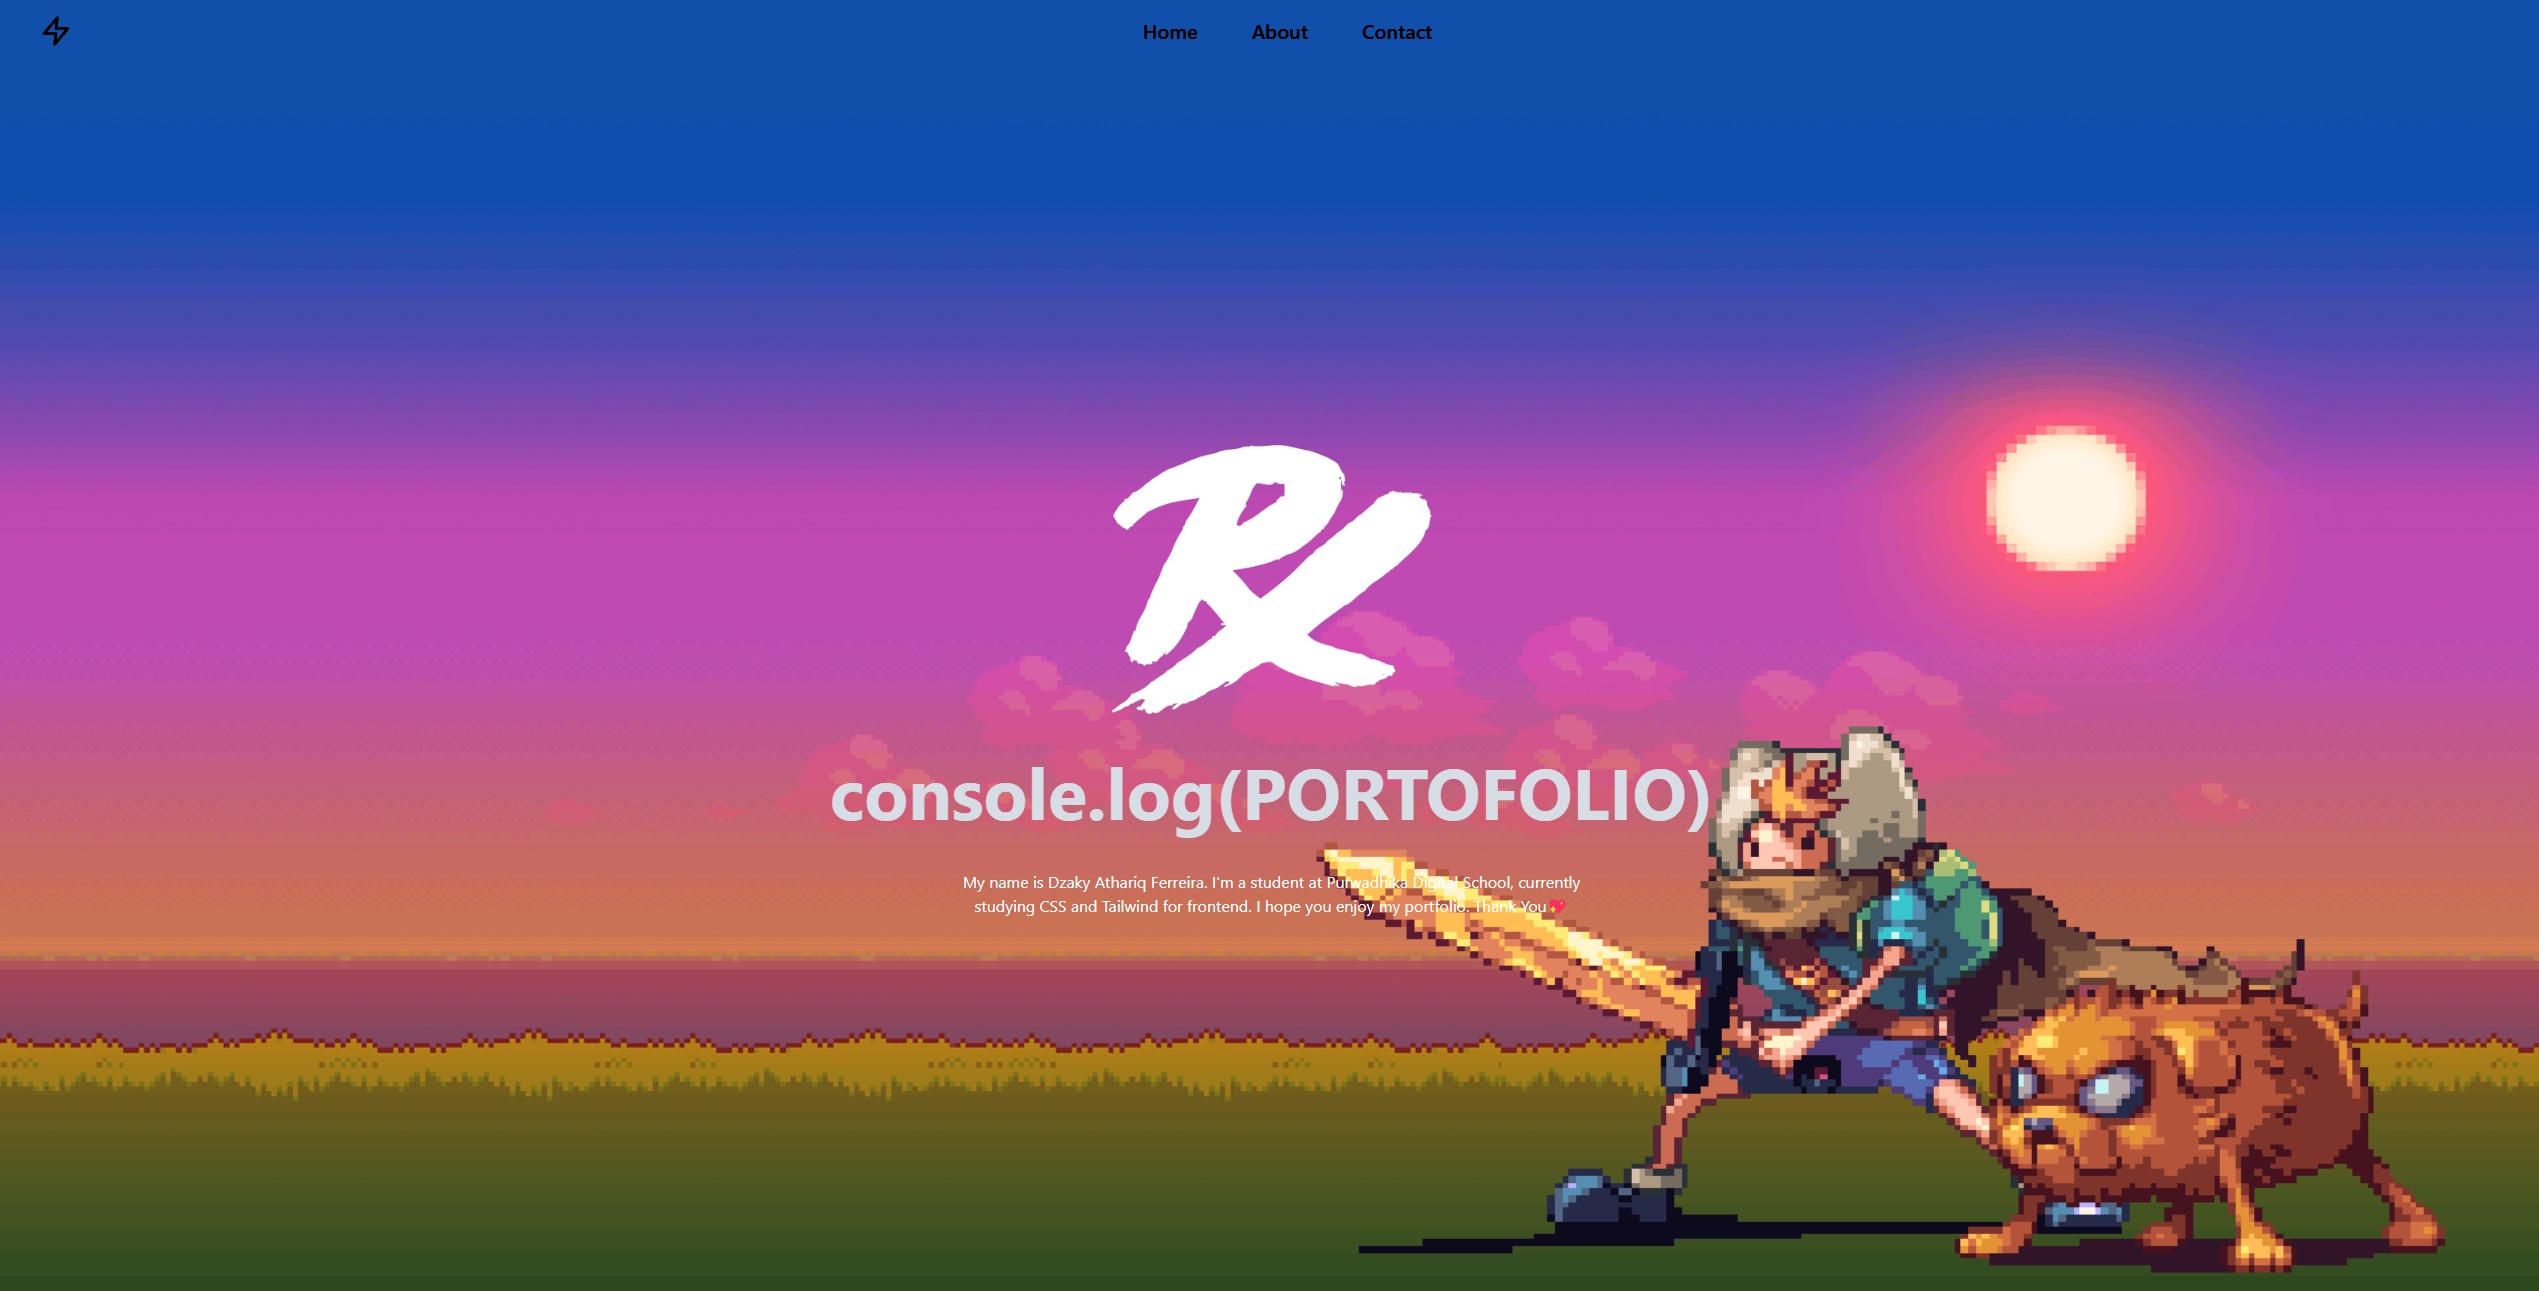 Home About Contact
RX
console.log(PORTOFOLIO)
My name is Dzaky Athariq Ferreira. I'm a student at Purwadhika Digital School, currently
studying CSS and Tailwind for frontend. I hope you enjoy my portfolio. Thank You💖